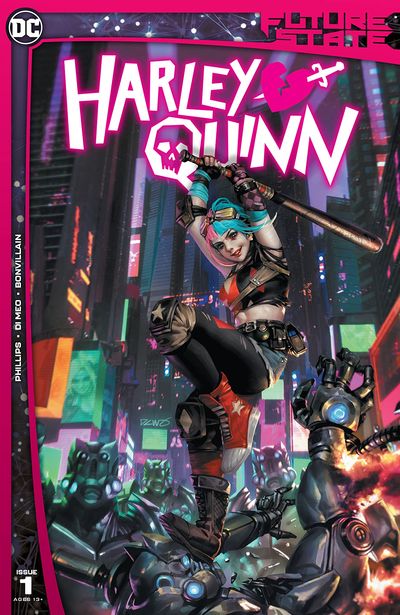 DC
FUTURE
STATE
HARLEY
QUINN
PHILLIPS • DI MEO • BONVILLAIN
ISSUE
1
AGES 13+